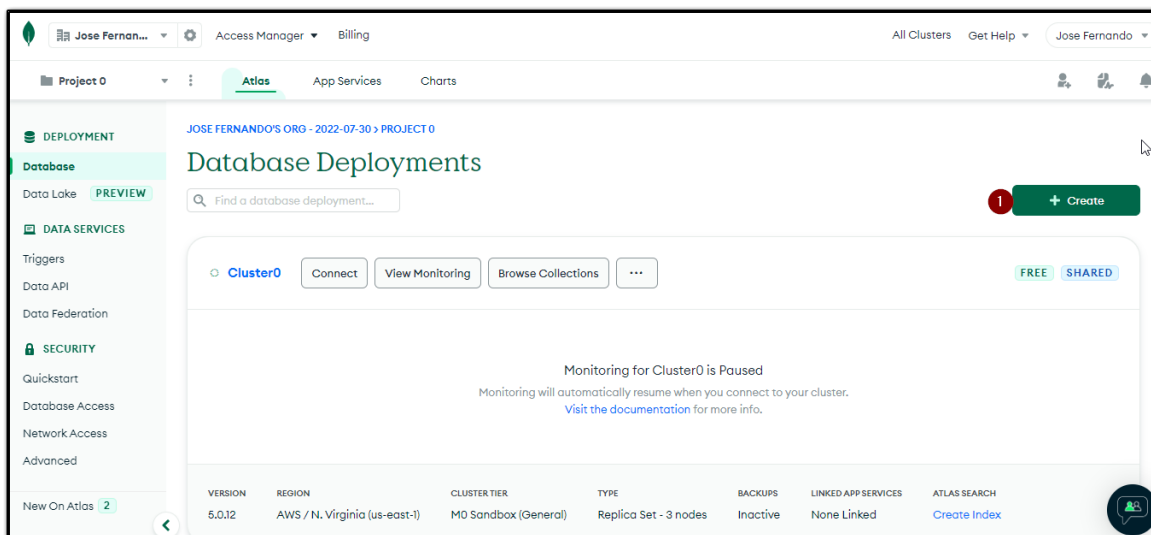 Jose Fernan... Access Manager Billing All Clusters Get Help Jose Fernando
Project 0 Atlas App Services Charts
DEPLOYMENT
Database
Data Lake PREVIEW
DATA SERVICES
Triggers
Data API
Data Federation
SECURITY
Quickstart
Database Access
Network Access
Advanced
New On Atlas 2
JOSE FERNANDO'S ORG - 2022-07-30 > PROJECT 0
Database Deployments
Find a database deployment...
1 + Create
Cluster0 Connect View Monitoring Browse Collections ... FREE SHARED
Monitoring for Cluster0 is Paused
Monitoring will automatically resume when you connect to your cluster.
Visit the documentation for more info.
VERSION REGION CLUSTER TIER TYPE BACKUPS LINKED APP SERVICES ATLAS SEARCH
5.0.12 AWS / N. Virginia (us-east-1) M0 Sandbox (General) Replica Set - 3 nodes Inactive None Linked Create Index